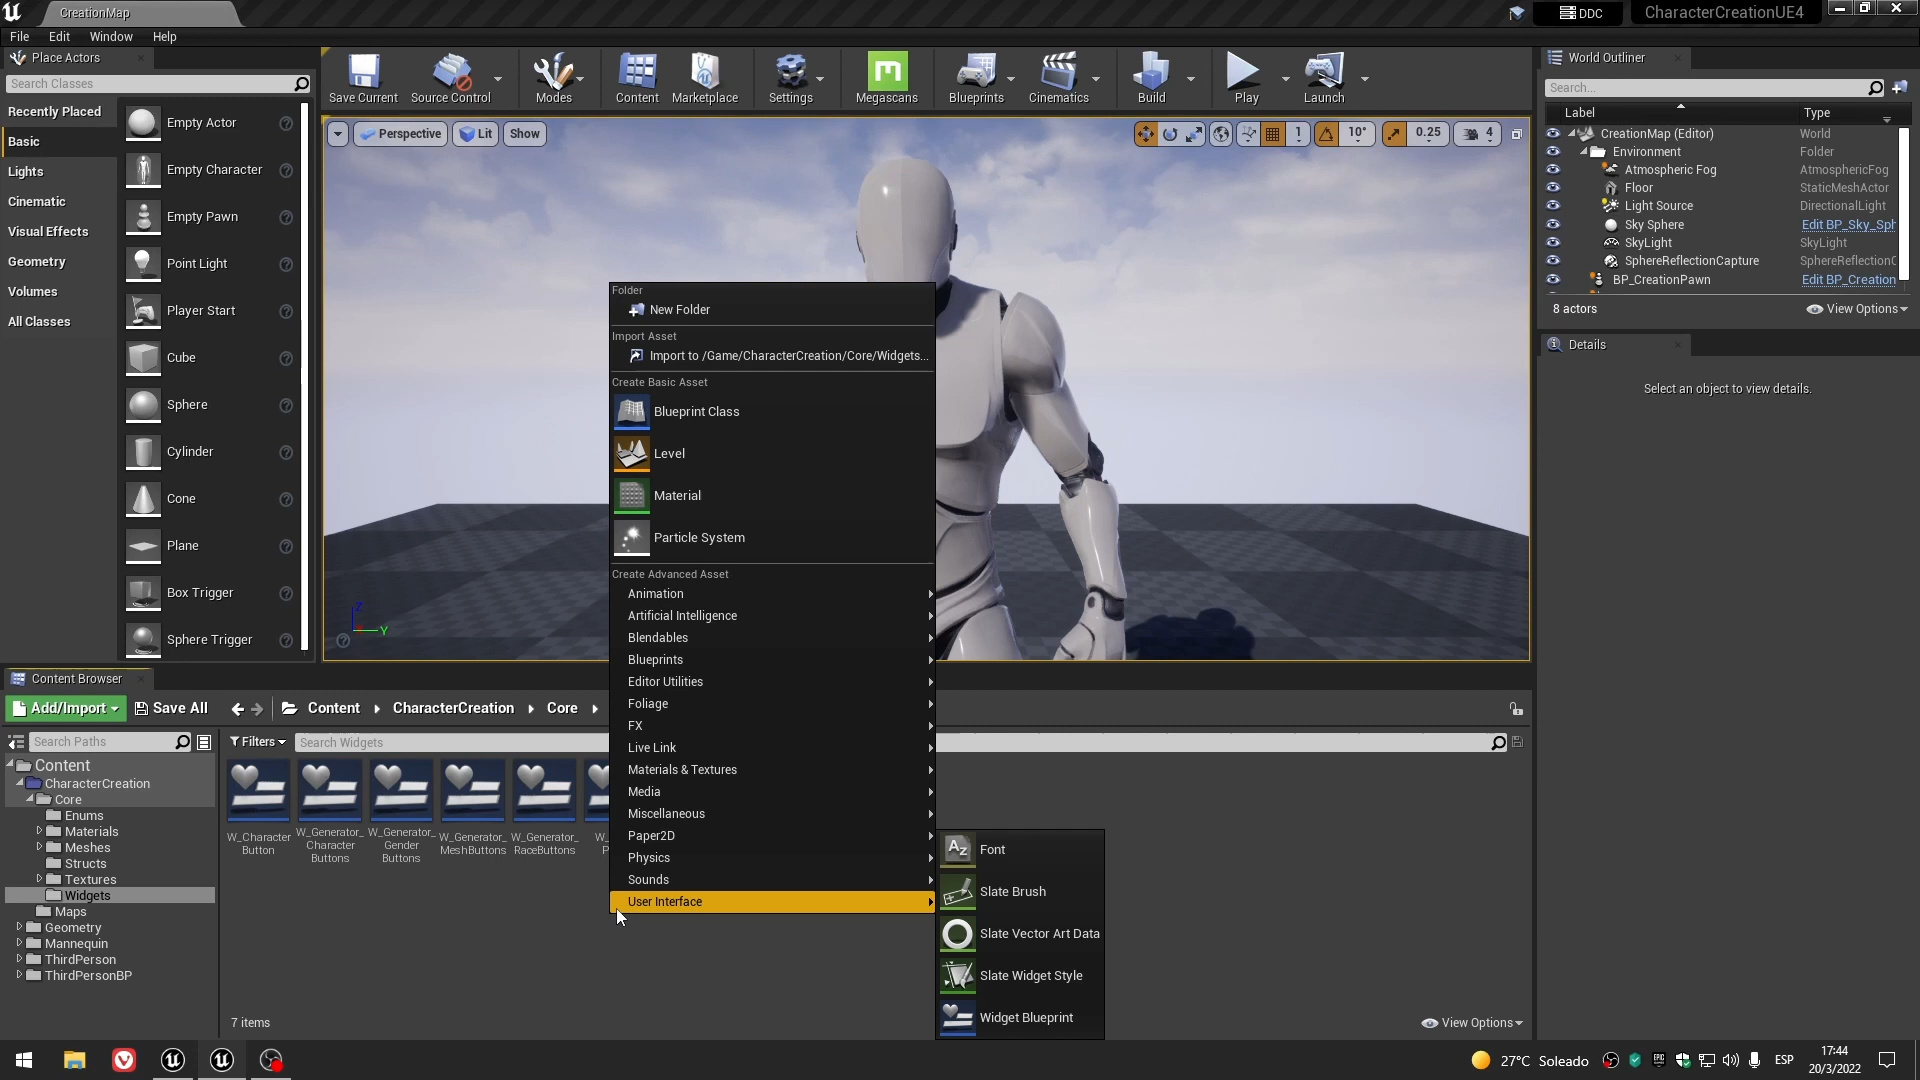 CreationMap
DDC
CharacterCreationUE4
File Edit Window Help
Place Actors
Search Classes
Recently Placed
Basic
Lights
Cinematic
Visual Effects
Geometry
Volumes
All Classes
Empty Actor
Empty Character
Empty Pawn
Point Light
Player Start
Cube
Sphere
Cylinder
Cone
Plane
Box Trigger
Sphere Trigger
Save Current
Source Control
Modes
Content
Marketplace
Settings
Megascans
Blueprints
Cinematics
Build
Play
Launch
Perspective Lit Show
1 10° 0.25 4
Z
Y
World Outliner
Search...
Label Type
CreationMap (Editor) World
Environment Folder
Atmospheric Fog AtmosphericFog
Floor StaticMeshActor
Light Source DirectionalLight
Sky Sphere Edit BP_Sky_Sph
SkyLight SkyLight
SphereReflectionCapture SphereReflectionC
BP_CreationPawn Edit BP_Creation
8 actors View Options
Details
Select an object to view details.
Folder
New Folder
Import Asset
Import to /Game/CharacterCreation/Core/Widgets...
Create Basic Asset
Blueprint Class
Level
Material
Particle System
Create Advanced Asset
Animation
Artificial Intelligence
Blendables
Blueprints
Editor Utilities
Foliage
FX
Live Link
Materials & Textures
Media
Miscellaneous
Paper2D
Physics
Sounds
User Interface
Font
Slate Brush
Slate Vector Art Data
Slate Widget Style
Widget Blueprint
Content Browser
Add/Import Save All Content CharacterCreation Core
Search Paths
Filters Search Widgets
Content
CharacterCreation
Core
Enums
Materials
Meshes
Structs
Textures
Widgets
Maps
Geometry
Mannequin
ThirdPerson
ThirdPersonBP
W_Character
Button
W_Generator_
Character
Buttons
W_Generator_
Gender
Buttons
W_Generator_
MeshButtons
W_Generator_
RaceButtons
W_
P
7 items View Options
27°C Soleado
ESP
17:44
20/3/2022